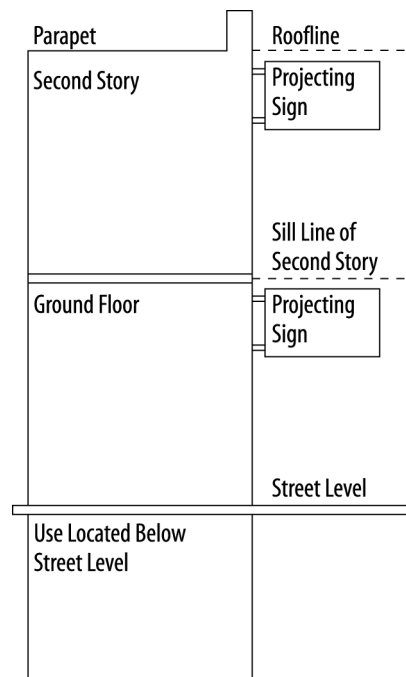 Parapet
Roofline
Second Story
Projecting
Sign
Sill Line of
Second Story
Ground Floor
Projecting
Sign
Street Level
Use Located Below
Street Level